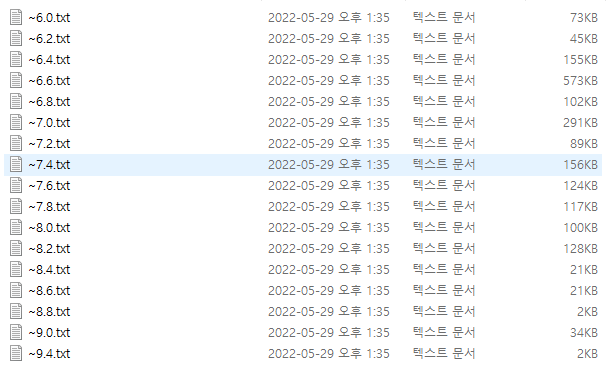 ~6.0.txt 2022-05-29 오후 1:35 텍스트 문서 73KB
~6.2.txt 2022-05-29 오후 1:35 텍스트 문서 45KB
~6.4.txt 2022-05-29 오후 1:35 텍스트 문서 155KB
~6.6.txt 2022-05-29 오후 1:35 텍스트 문서 573KB
~6.8.txt 2022-05-29 오후 1:35 텍스트 문서 102KB
~7.0.txt 2022-05-29 오후 1:35 텍스트 문서 291KB
~7.2.txt 2022-05-29 오후 1:35 텍스트 문서 89KB
~7.4.txt 2022-05-29 오후 1:35 텍스트 문서 156KB
~7.6.txt 2022-05-29 오후 1:35 텍스트 문서 124KB
~7.8.txt 2022-05-29 오후 1:35 텍스트 문서 117KB
~8.0.txt 2022-05-29 오후 1:35 텍스트 문서 100KB
~8.2.txt 2022-05-29 오후 1:35 텍스트 문서 128KB
~8.4.txt 2022-05-29 오후 1:35 텍스트 문서 21KB
~8.6.txt 2022-05-29 오후 1:35 텍스트 문서 21KB
~8.8.txt 2022-05-29 오후 1:35 텍스트 문서 2KB
~9.0.txt 2022-05-29 오후 1:35 텍스트 문서 34KB
~9.4.txt 2022-05-29 오후 1:35 텍스트 문서 2KB